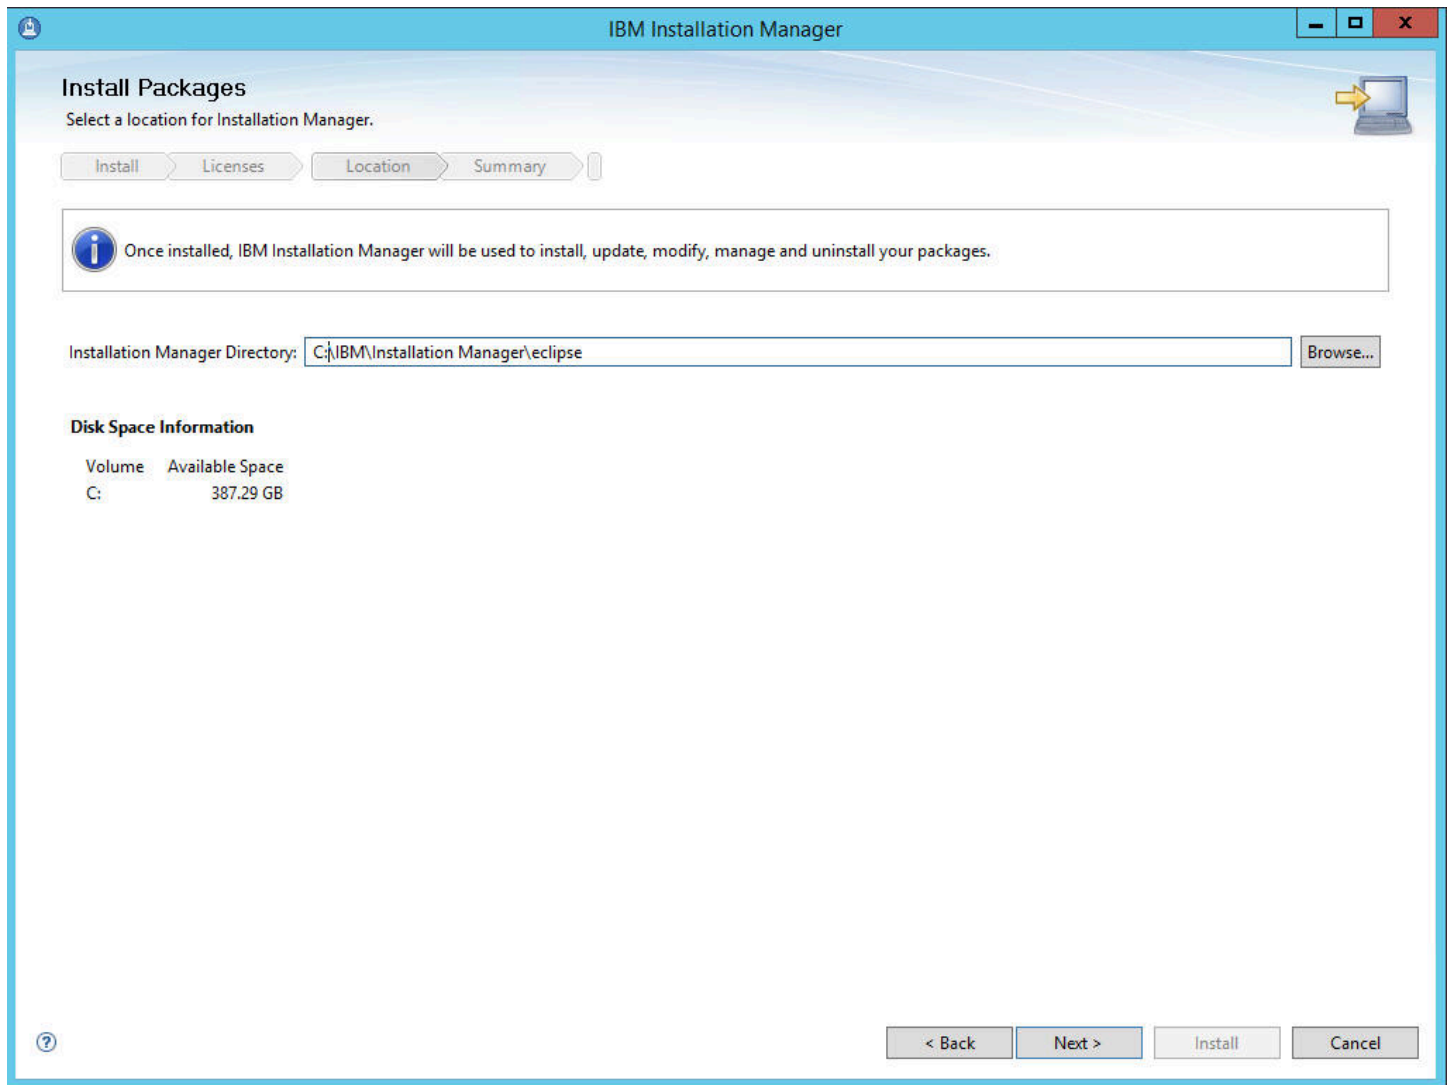 IBM Installation Manager
Install Packages
Select a location for Installation Manager.
Install Licenses Location Summary
Once installed, IBM Installation Manager will be used to install, update, modify, manage and uninstall your packages.
Installation Manager Directory: C:\IBM\Installation Manager\eclipse Browse...
Disk Space Information
Volume Available Space
C: 387.29 GB
< Back Next > Install Cancel